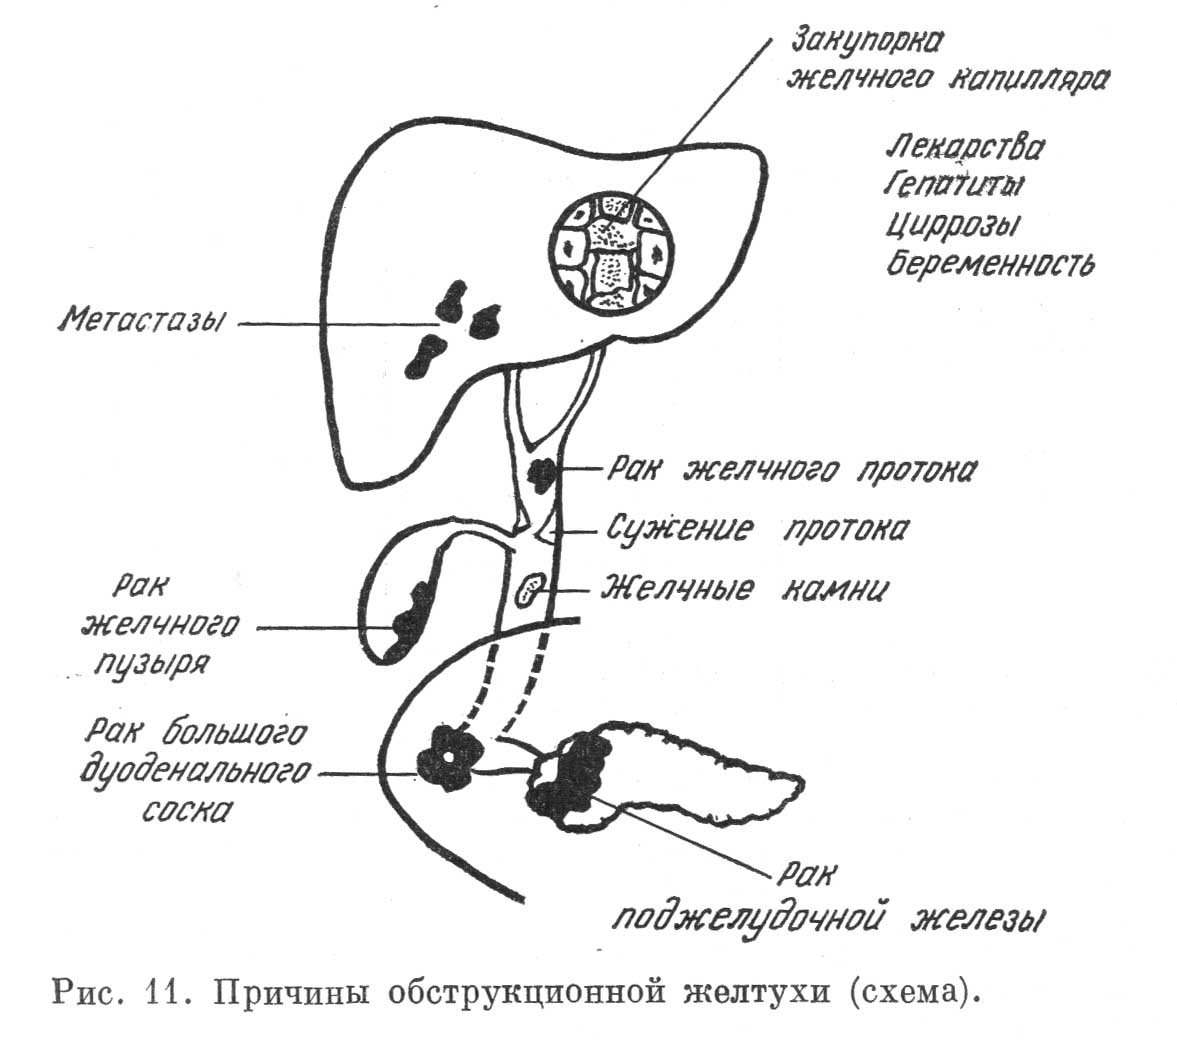 Закупорка
желчного капилляра
Лекарства
Гепатиты
Циррозы
Беременность
Метастазы
Рак желчного протока
Сужение протока
Желчные камни
Рак
желчного
пузыря
Рак большого
дуоденального
соска
Рак
поджелудочной железы
Рис. 11. Причины обструкционной желтухи (схема).